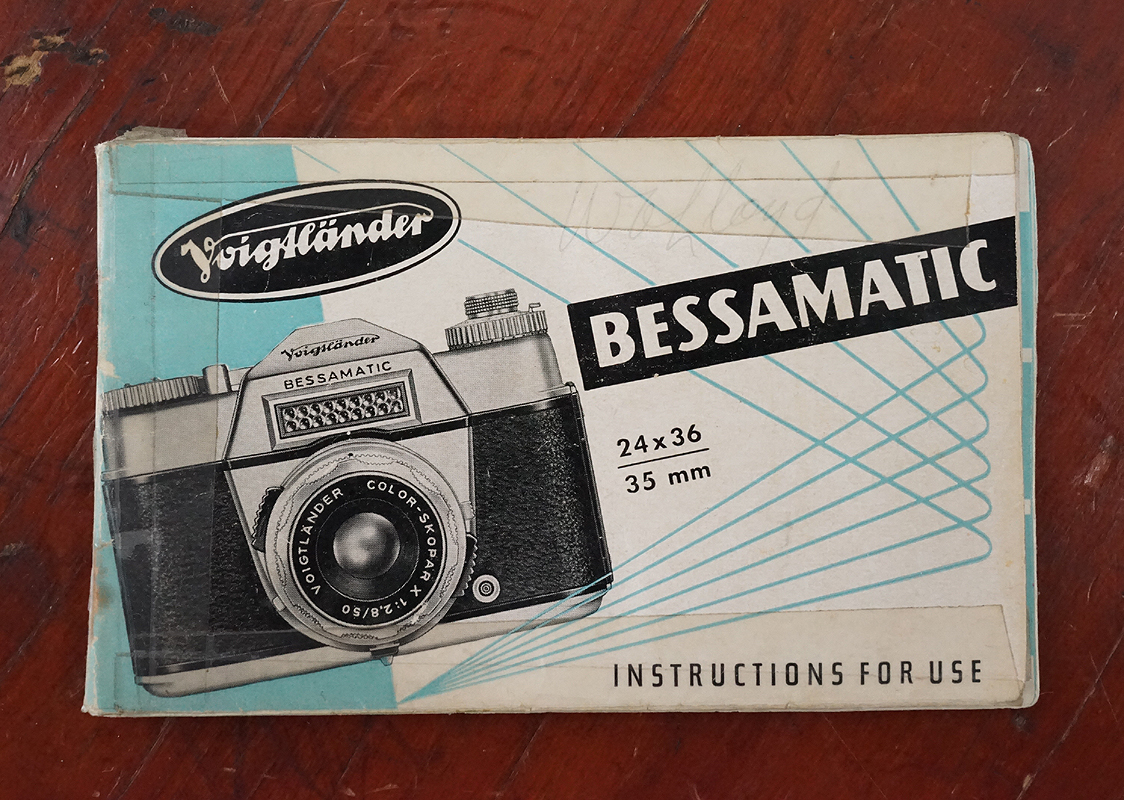 Voigtländer
BESSAMATIC
Voigtländer
BESSAMATIC
24x36
35 mm
VOIGTLÄNDER COLOR-SKOPAR X 1:2,8/50
INSTRUCTIONS FOR USE